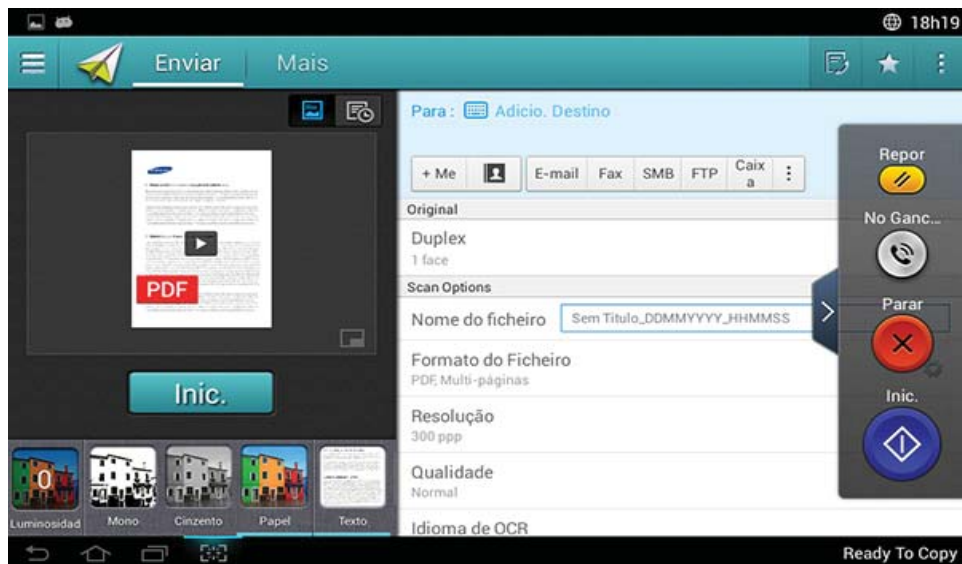 18h19
Enviar
Mais
Para : Adicio. Destino
+ Me
E-mail
Fax
SMB
FTP
Caix
a
Original
Duplex
1 face
Scan Options
Nome do ficheiro
Sem Titulo_DDMMYYYY_HHMMSS
Formato do Ficheiro
PDF, Multi-páginas
Resolução
300 ppp
Qualidade
Normal
Idioma de OCR
PDF
Inic.
0
Luminosidad
Mono
Cinzento
Papel
Texto
Repor
No Ganc...
Parar
Inic.
Ready To Copy